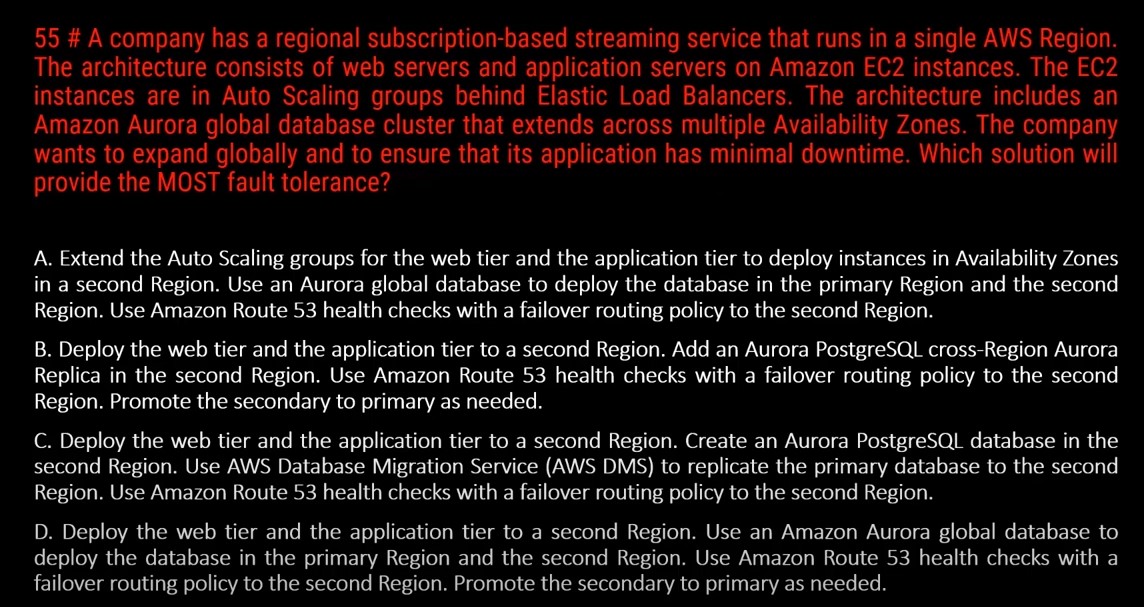 55 # A company has a regional subscription-based streaming service that runs in a single AWS Region.
The architecture consists of web servers and application servers on Amazon EC2 instances. The EC2
instances are in Auto Scaling groups behind Elastic Load Balancers. The architecture includes an
Amazon Aurora global database cluster that extends across multiple Availability Zones. The company
wants to expand globally and to ensure that its application has minimal downtime. Which solution will
provide the MOST fault tolerance?
A. Extend the Auto Scaling groups for the web tier and the application tier to deploy instances in Availability Zones
in a second Region. Use an Aurora global database to deploy the database in the primary Region and the second
Region. Use Amazon Route 53 health checks with a failover routing policy to the second Region.
B. Deploy the web tier and the application tier to a second Region. Add an Aurora PostgreSQL cross-Region Aurora
Replica in the second Region. Use Amazon Route 53 health checks with a failover routing policy to the second
Region. Promote the secondary to primary as needed.
C. Deploy the web tier and the application tier to a second Region. Create an Aurora PostgreSQL database in the
second Region. Use AWS Database Migration Service (AWS DMS) to replicate the primary database to the second
Region. Use Amazon Route 53 health checks with a failover routing policy to the second Region.
D. Deploy the web tier and the application tier to a second Region. Use an Amazon Aurora global database to
deploy the database in the primary Region and the second Region. Use Amazon Route 53 health checks with a
failover routing policy to the second Region. Promote the secondary to primary as needed.